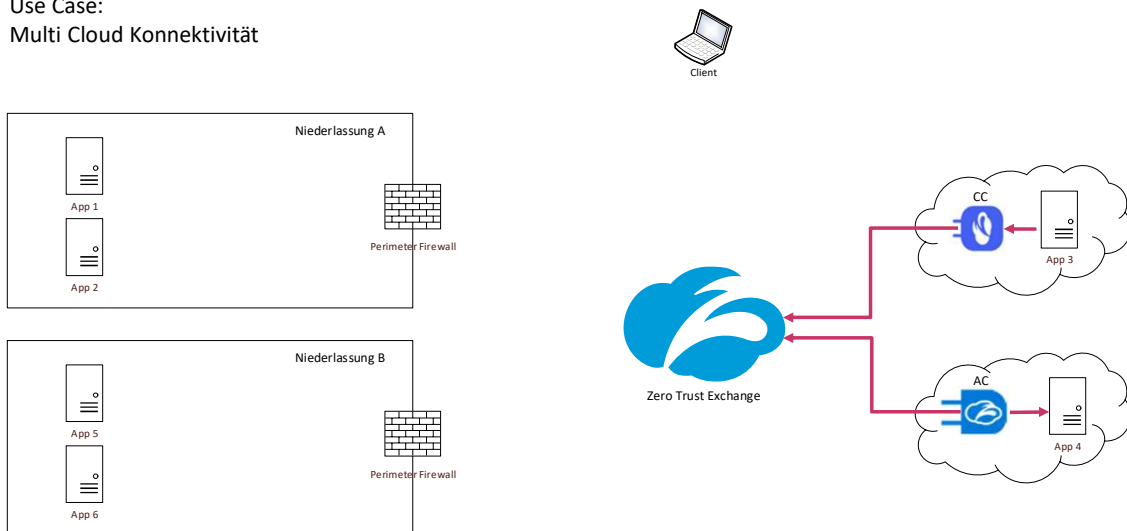 Use Case:
Multi Cloud Konnektivität
Client
Niederlassung A
App 1
App 2
Perimeter Firewall
CC
App 3
Zero Trust Exchange
Niederlassung B
App 5
App 6
Perimeter Firewall
AC
App 4